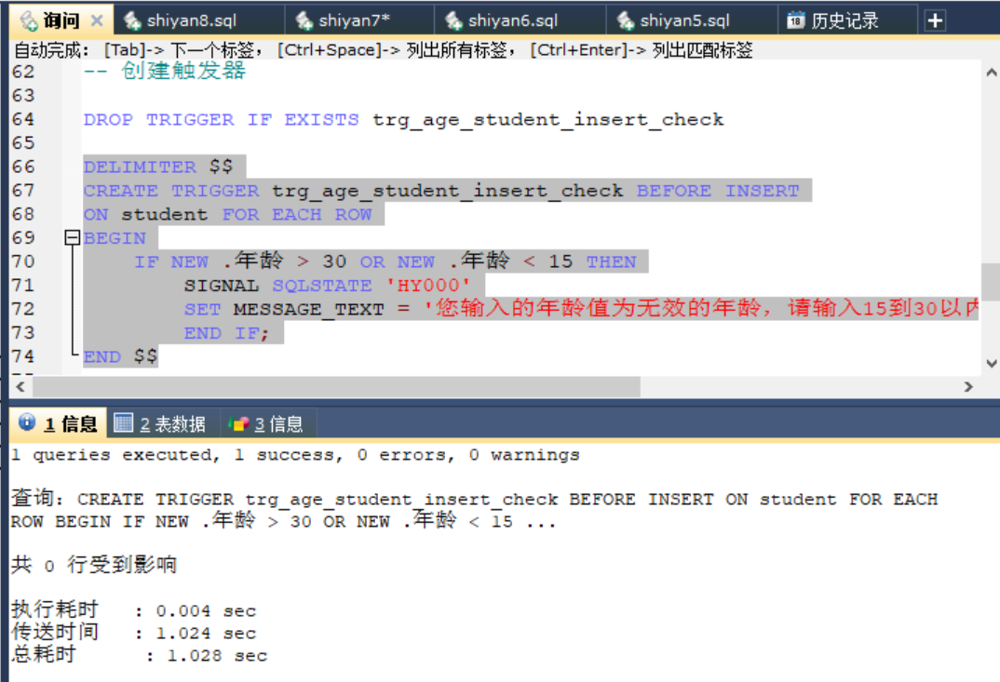 询问 shiyan8.sql shiyan7* shiyan6.sql shiyan5.sql 18 历史记录
自动完成: [Tab]-> 下一个标签, [Ctrl+Space]-> 列出所有标签, [Ctrl+Enter]-> 列出匹配标签
62 -- 创建触发器
63
64 DROP TRIGGER IF EXISTS trg_age_student_insert_check
65
66 DELIMITER $$
67 CREATE TRIGGER trg_age_student_insert_check BEFORE INSERT
68 ON student FOR EACH ROW
69 BEGIN
70 IF NEW .年龄 > 30 OR NEW .年龄 < 15 THEN
71 SIGNAL SQLSTATE 'HY000'
72 SET MESSAGE_TEXT = '您输入的年龄值为无效的年龄，请输入15到30以
73 END IF;
74 END $$
1 信息 2 表数据 3 信息
1 queries executed, 1 success, 0 errors, 0 warnings
查询: CREATE TRIGGER trg_age_student_insert_check BEFORE INSERT ON student FOR EACH
ROW BEGIN IF NEW .年龄 > 30 OR NEW .年龄 < 15 ...
共 0 行受到影响
执行耗时 : 0.004 sec
传送时间 : 1.024 sec
总耗时 : 1.028 sec